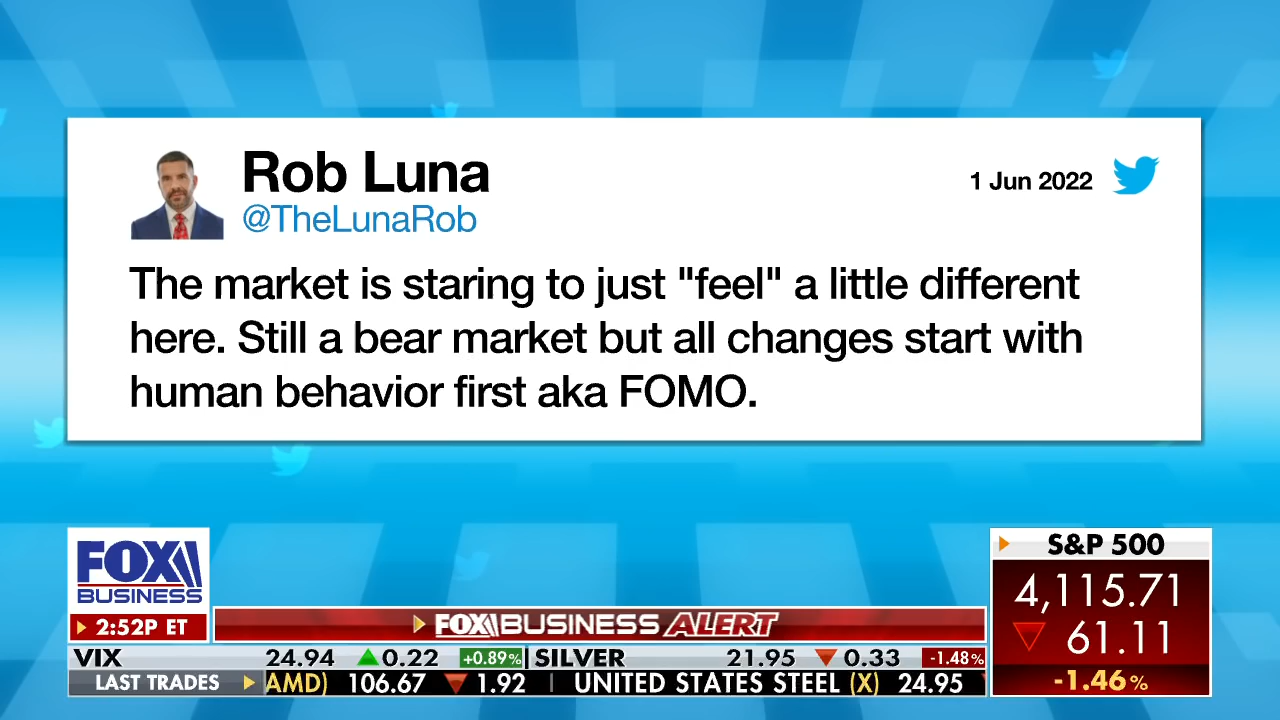 Rob Luna
@TheLunaRob
1 Jun 2022
The market is staring to just "feel" a little different
here. Still a bear market but all changes start with
human behavior first aka FOMO.
FOX
BUSINESS
2:52P ET
FOX BUSINESS ALERT
S&P 500
4,115.71
61.11
-1.46%
VIX 24.94 0.22 +0.89% SILVER 21.95 0.33 -1.48%
LAST TRADES AMD) 106.67 1.92 UNITED STATES STEEL (X) 24.95